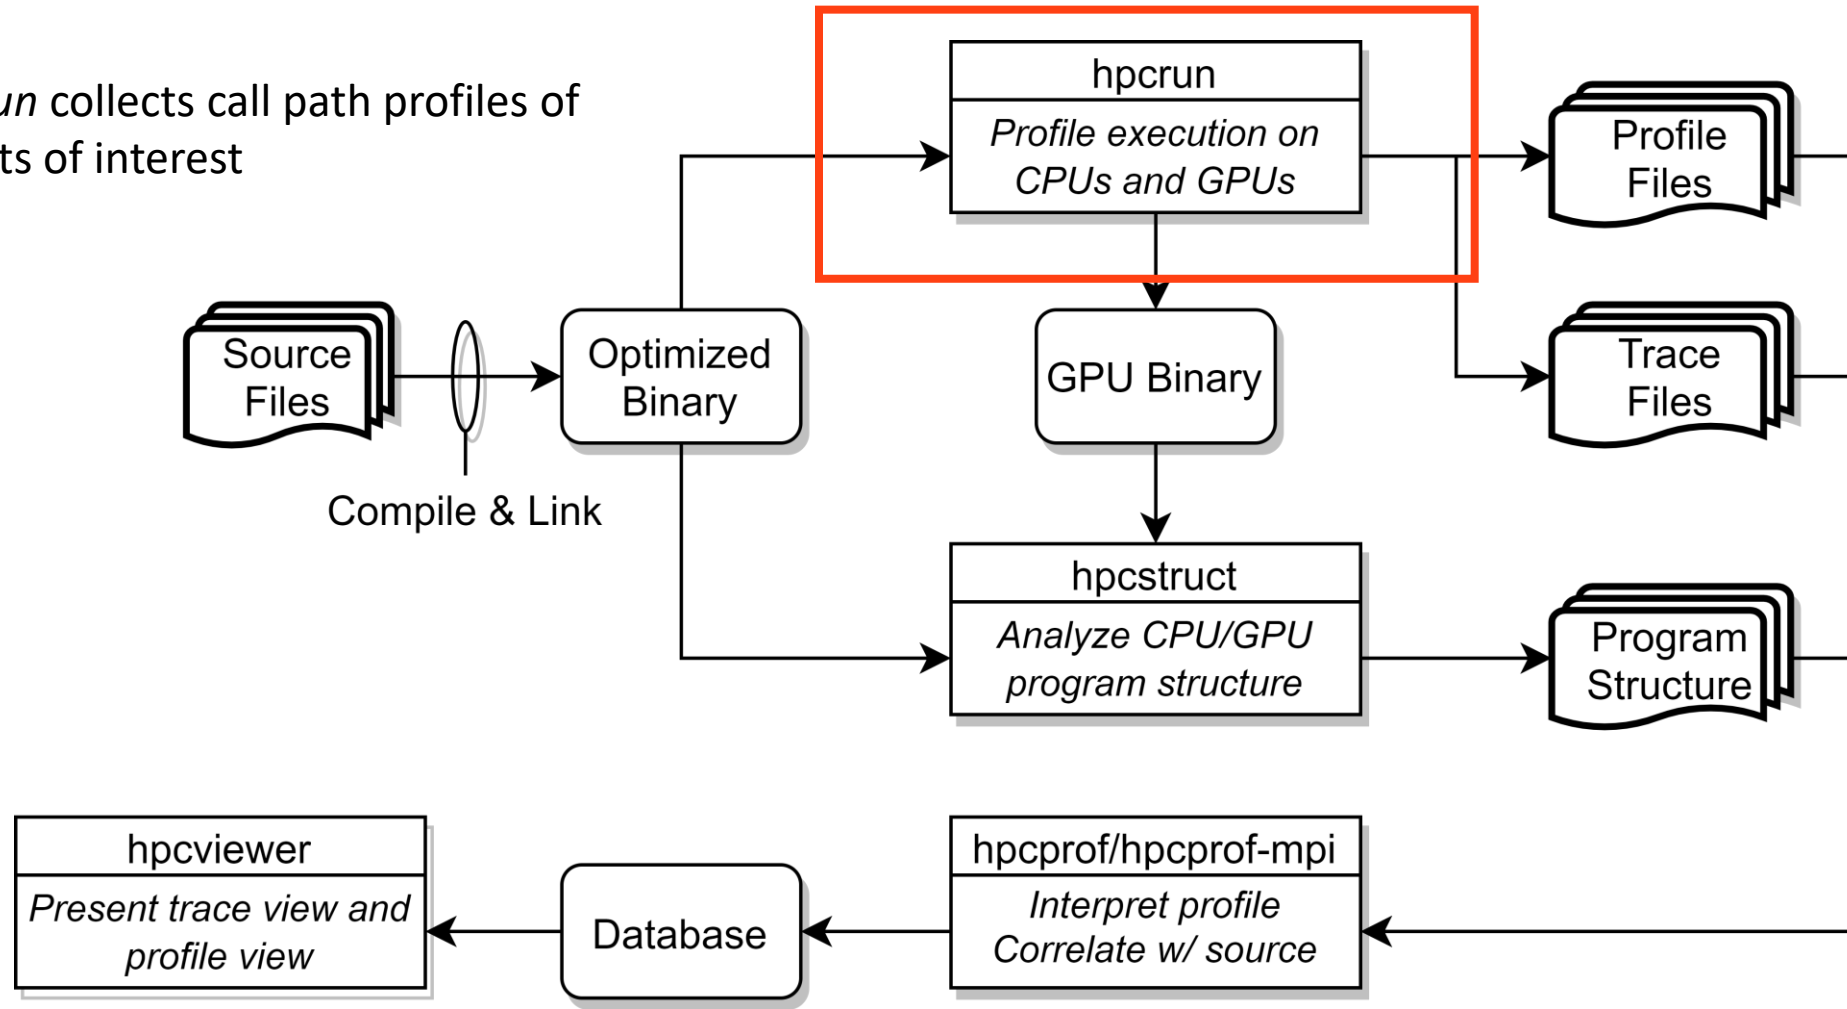 un collects call path profiles of
ts of interest
hpcrun
Profile execution on
CPUs and GPUs
Profile
Files
Source
Files
Optimized
Binary
GPU Binary
Trace
Files
Compile & Link
hpcstruct
Analyze CPU/GPU
program structure
Program
Structure
hpcviewer
Present trace view and
profile view
Database
hpcprof/hpcprof-mpi
Interpret profile
Correlate w/ source